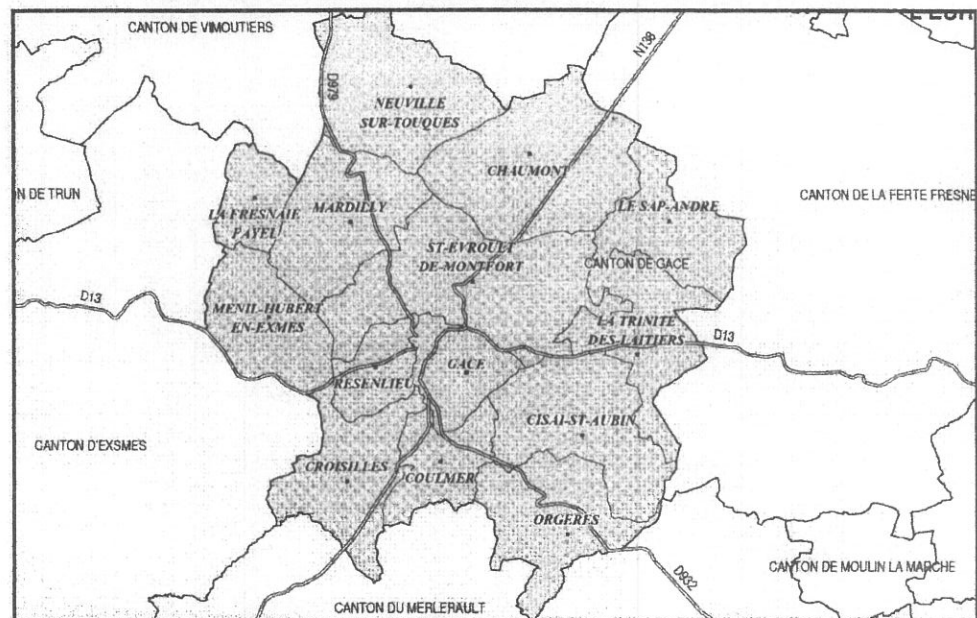 CANTON DE VIMOUTIERS
D979
N138
NEUVILLE
SUR-TOUQUES
CHAUMONT
N DE TRUN
CANTON DE LA FERTE FRESNE
LA FRESNAIE
FAYEL
MARDILLY
LE SAP-ANDRE
ST-EVROULT
DE-MONTFORT
CANTON DE GACE
D13
MENIL-HUBERT
EN-EXMES
LA TRINITE
DES-LAITIERS
D13
GACE
RESENLIEU
CISAI-ST-AUBIN
CANTON D'EXSMES
CROISILLES
COULMER
ORGERES
D932
CANTON DE MOULIN LA MARCHE
CANTON DU MERLERAULT